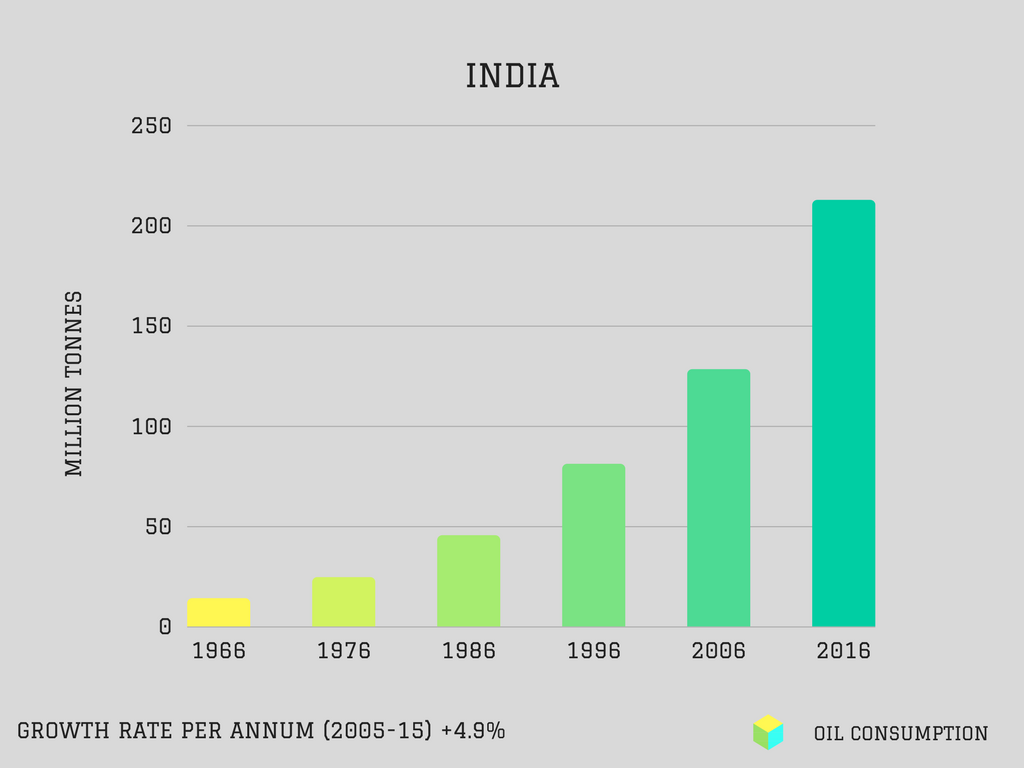 INDIA
250
200
150
100
50
0
MILLION TONNES
1966 1976 1986 1996 2006 2016
GROWTH RATE PER ANNUM (2005-15) +4.9%
OIL CONSUMPTION